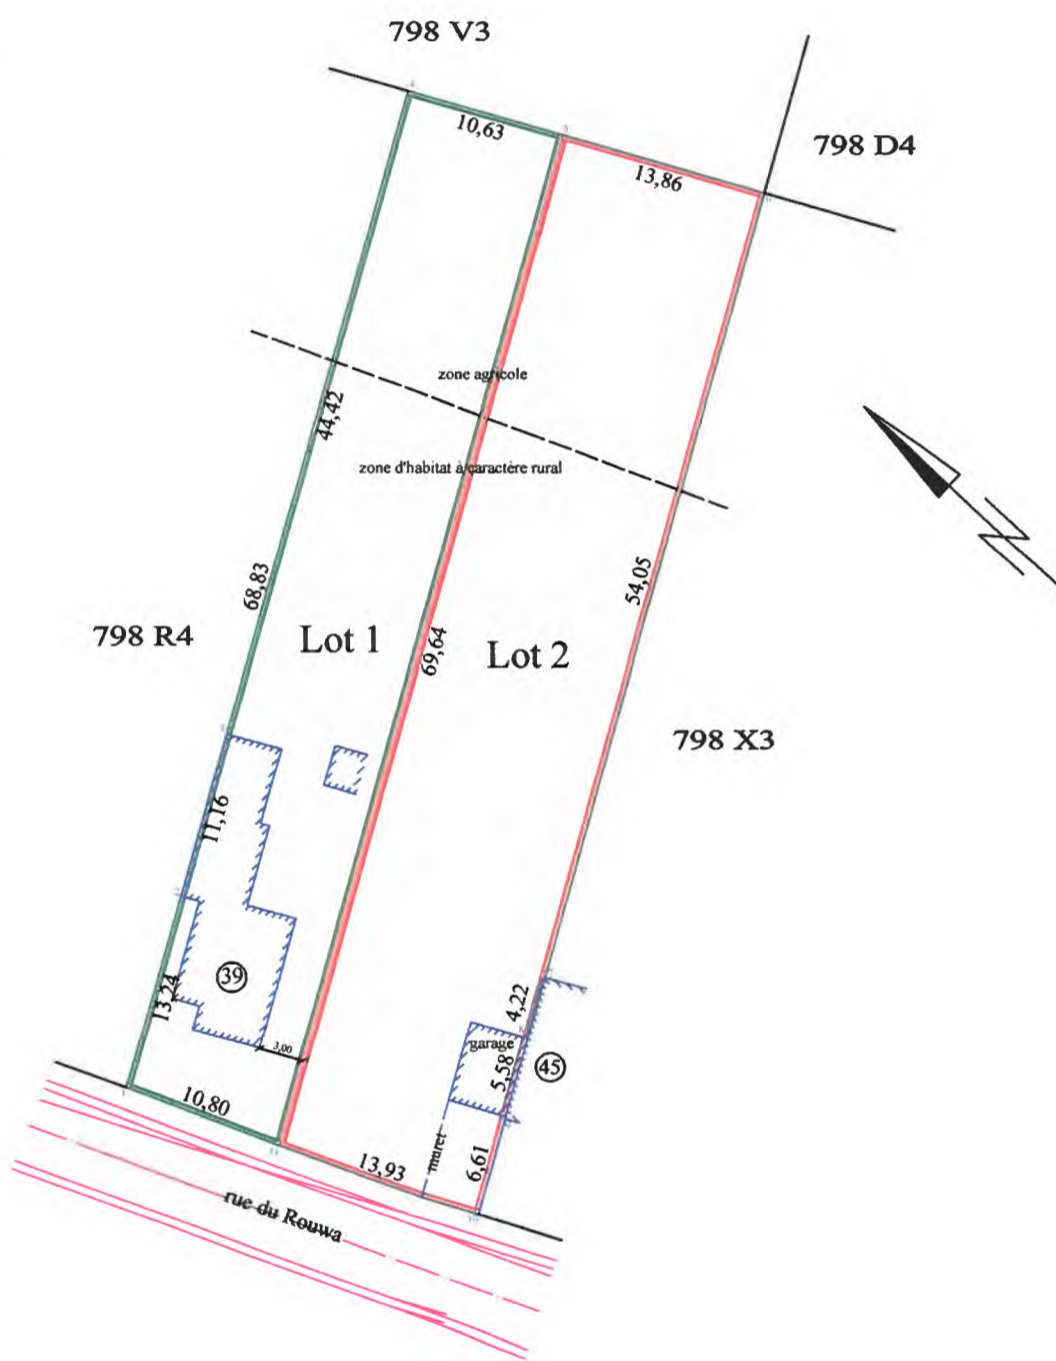 798 V3
798 D4
10,63
13,86
zone agricole
44,42
zone d'habitat à caractère rural
54,05
68,83
798 R4
Lot 1
69,64
Lot 2
798 X3
11,16
39
13,24
3,00
4,22
garage
5,58
45
10,80
13,93
muret
6,61
rue du Rouwa